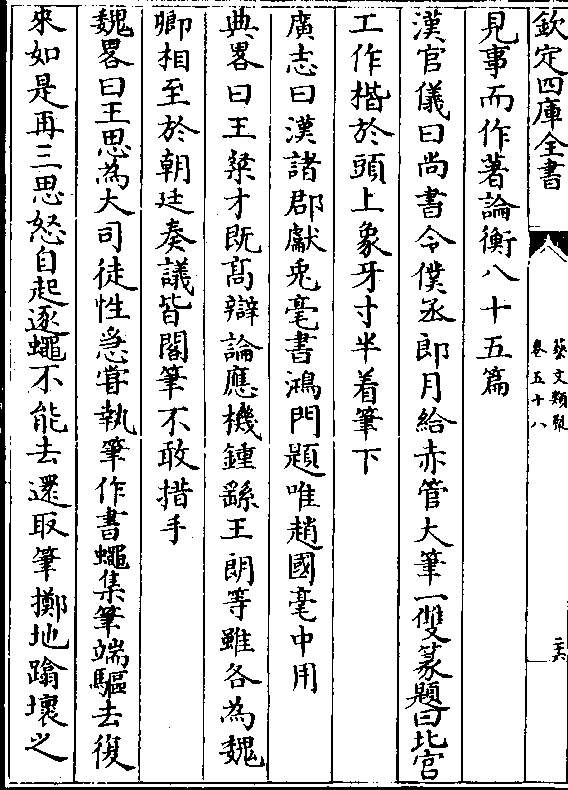 欽定四庫全書
藝文類聚
卷五十八
二六
見事而作著論衡八十五篇
漢官儀曰尚書令僕丞郎月給赤管大筆一雙篆題曰北宫
工作楷於頭上象牙寸半着筆下
廣志曰漢諸郡獻兎毫書鴻門題唯趙國毫中用
典畧曰王粲才既髙辯論應機鍾繇王朗等雖各為魏
卿相至於朝廷奏議皆閣筆不敢措手
魏畧曰王思為大司徒性急甞執筆作書蠅集筆端驅去復
來如是再三思怒自起逐蠅不能去還取筆擲地蹹壞之